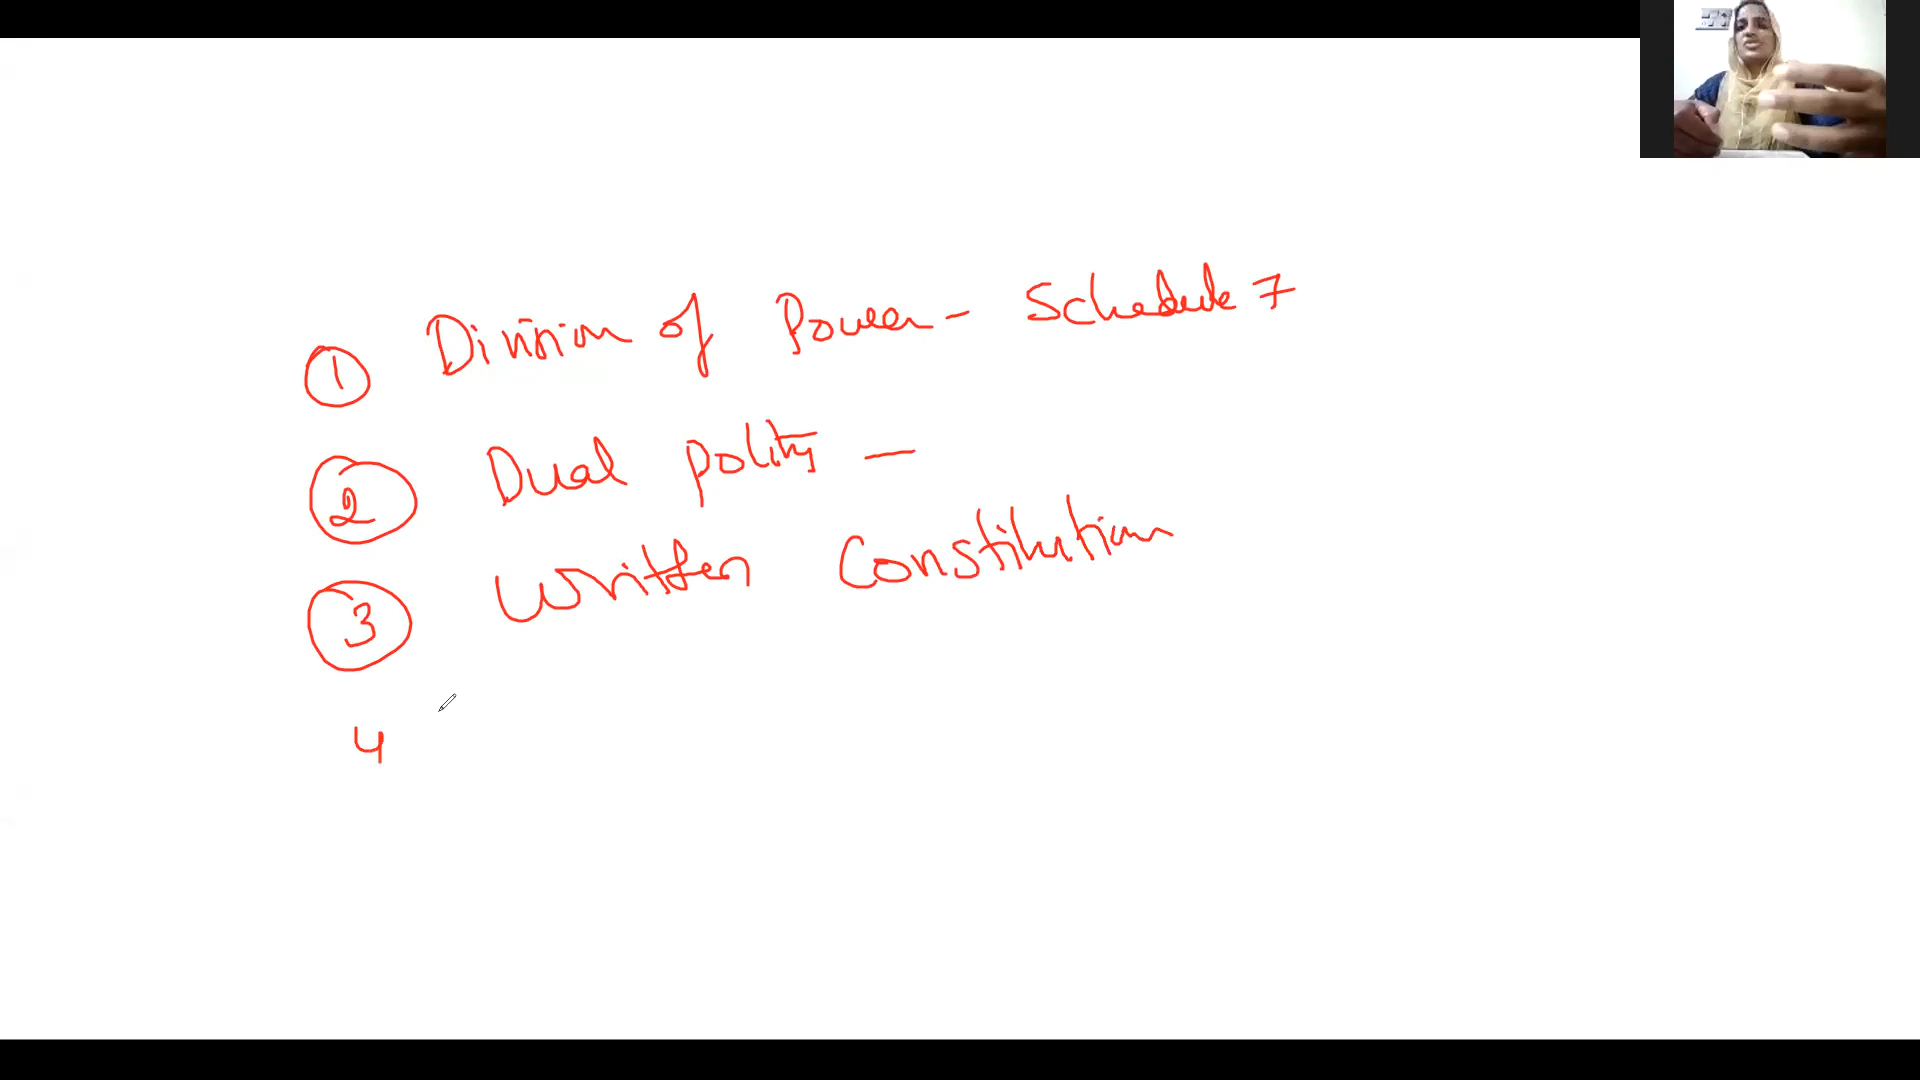 1 Division of Power - Schedule 7
2 Dual polity -
3 Written Constitution
4